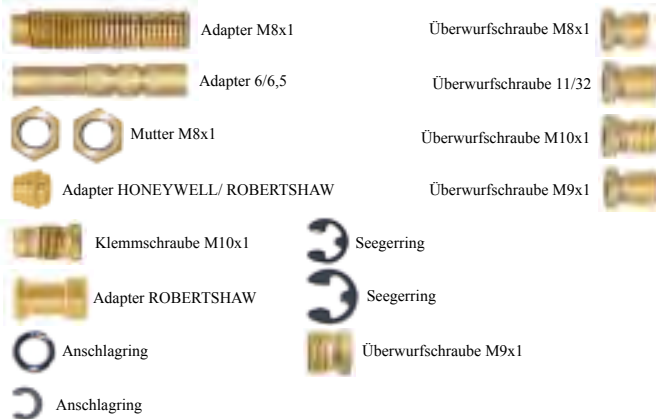 Adapter M8x1
Überwurfschraube M8x1
Adapter 6/6,5
Überwurfschraube 11/32
Mutter M8x1
Überwurfschraube M10x1
Adapter HONEYWELL/ ROBERTSHAW
Überwurfschraube M9x1
Klemmschraube M10x1
Seegerring
Adapter ROBERTSHAW
Seegerring
Anschlagring
Überwurfschraube M9x1
Anschlagring